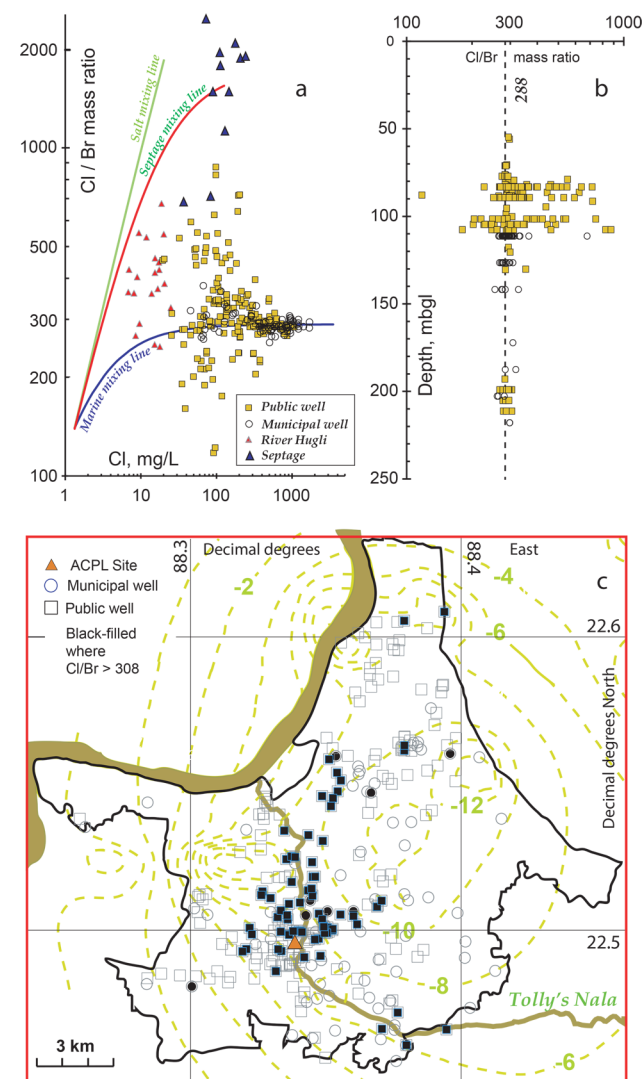 a
Cl / Br mass ratio
2000
1000
500
300
200
100
1
10
100
1000
Cl, mg/L
Salt mixing line
Septage mixing line
Marine mixing line
Public well
Municipal well
River Hugli
Septage
b
100
300
1000
Cl/Br mass ratio
288
0
50
100
150
200
250
Depth, mbgl
c
ACPL Site
Municipal well
Public well
Black-filled
where
Cl/Br > 308
88.3
Decimal degrees
88.4
East
-2
-4
-6
22.6
Decimal degrees North
-12
-10
22.5
-8
Tolly's Nala
-6
3 km